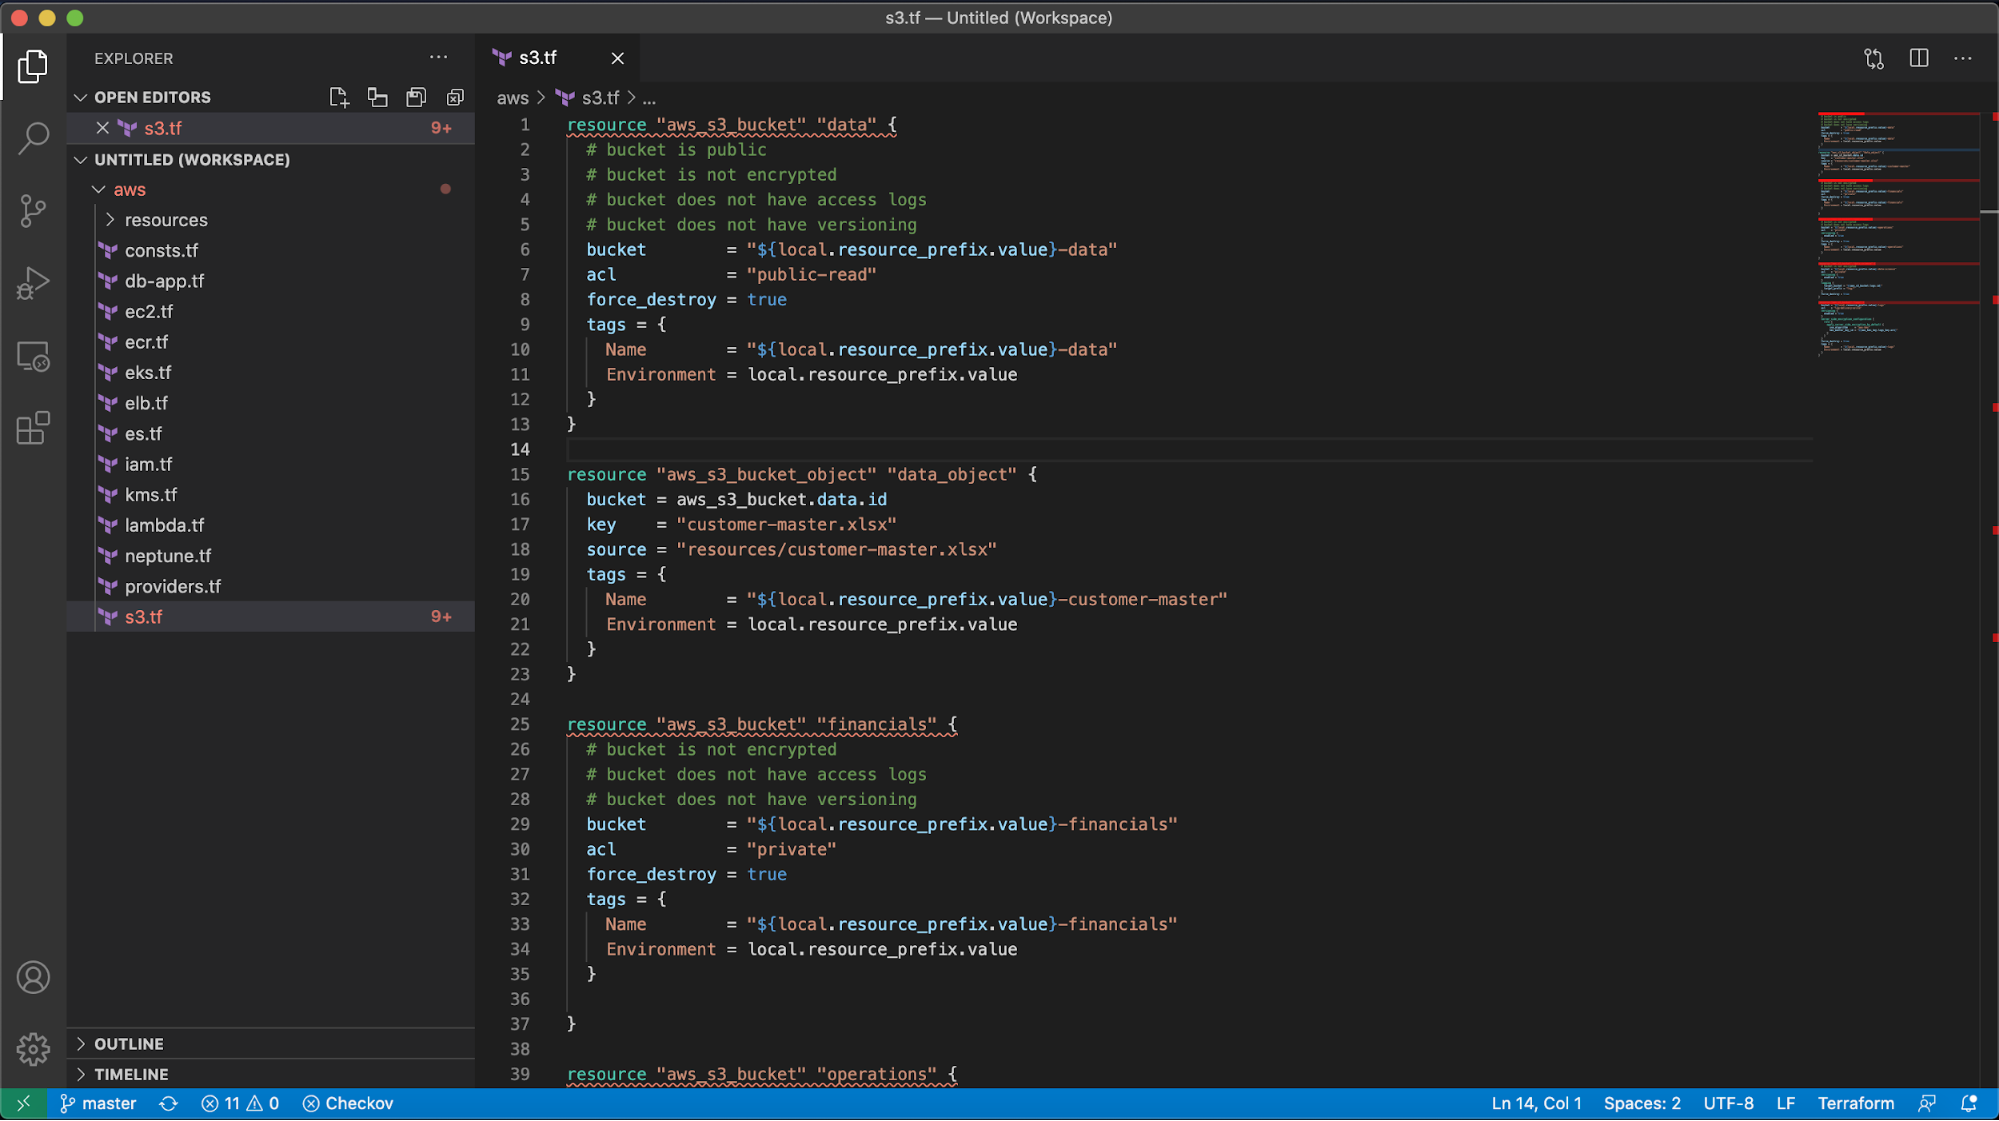 s3.tf — Untitled (Workspace)
EXPLORER
OPEN EDITORS
s3.tf 9+
UNTITLED (WORKSPACE)
aws
resources
consts.tf
db-app.tf
ec2.tf
ecr.tf
eks.tf
elb.tf
es.tf
iam.tf
kms.tf
lambda.tf
neptune.tf
providers.tf
s3.tf 9+
OUTLINE
TIMELINE
s3.tf
aws > s3.tf > ...
1 resource "aws_s3_bucket" "data" {
2 # bucket is public
3 # bucket is not encrypted
4 # bucket does not have access logs
5 # bucket does not have versioning
6 bucket = "${local.resource_prefix.value}-data"
7 acl = "public-read"
8 force_destroy = true
9 tags = {
10 Name = "${local.resource_prefix.value}-data"
11 Environment = local.resource_prefix.value
12 }
13 }
14
15 resource "aws_s3_bucket_object" "data_object" {
16 bucket = aws_s3_bucket.data.id
17 key = "customer-master.xlsx"
18 source = "resources/customer-master.xlsx"
19 tags = {
20 Name = "${local.resource_prefix.value}-customer-master"
21 Environment = local.resource_prefix.value
22 }
23 }
24
25 resource "aws_s3_bucket" "financials" {
26 # bucket is not encrypted
27 # bucket does not have access logs
28 # bucket does not have versioning
29 bucket = "${local.resource_prefix.value}-financials"
30 acl = "private"
31 force_destroy = true
32 tags = {
33 Name = "${local.resource_prefix.value}-financials"
34 Environment = local.resource_prefix.value
35 }
36
37 }
38
39 resource "aws_s3_bucket" "operations" {
master 11 0 Checkov Ln 14, Col 1 Spaces: 2 UTF-8 LF Terraform